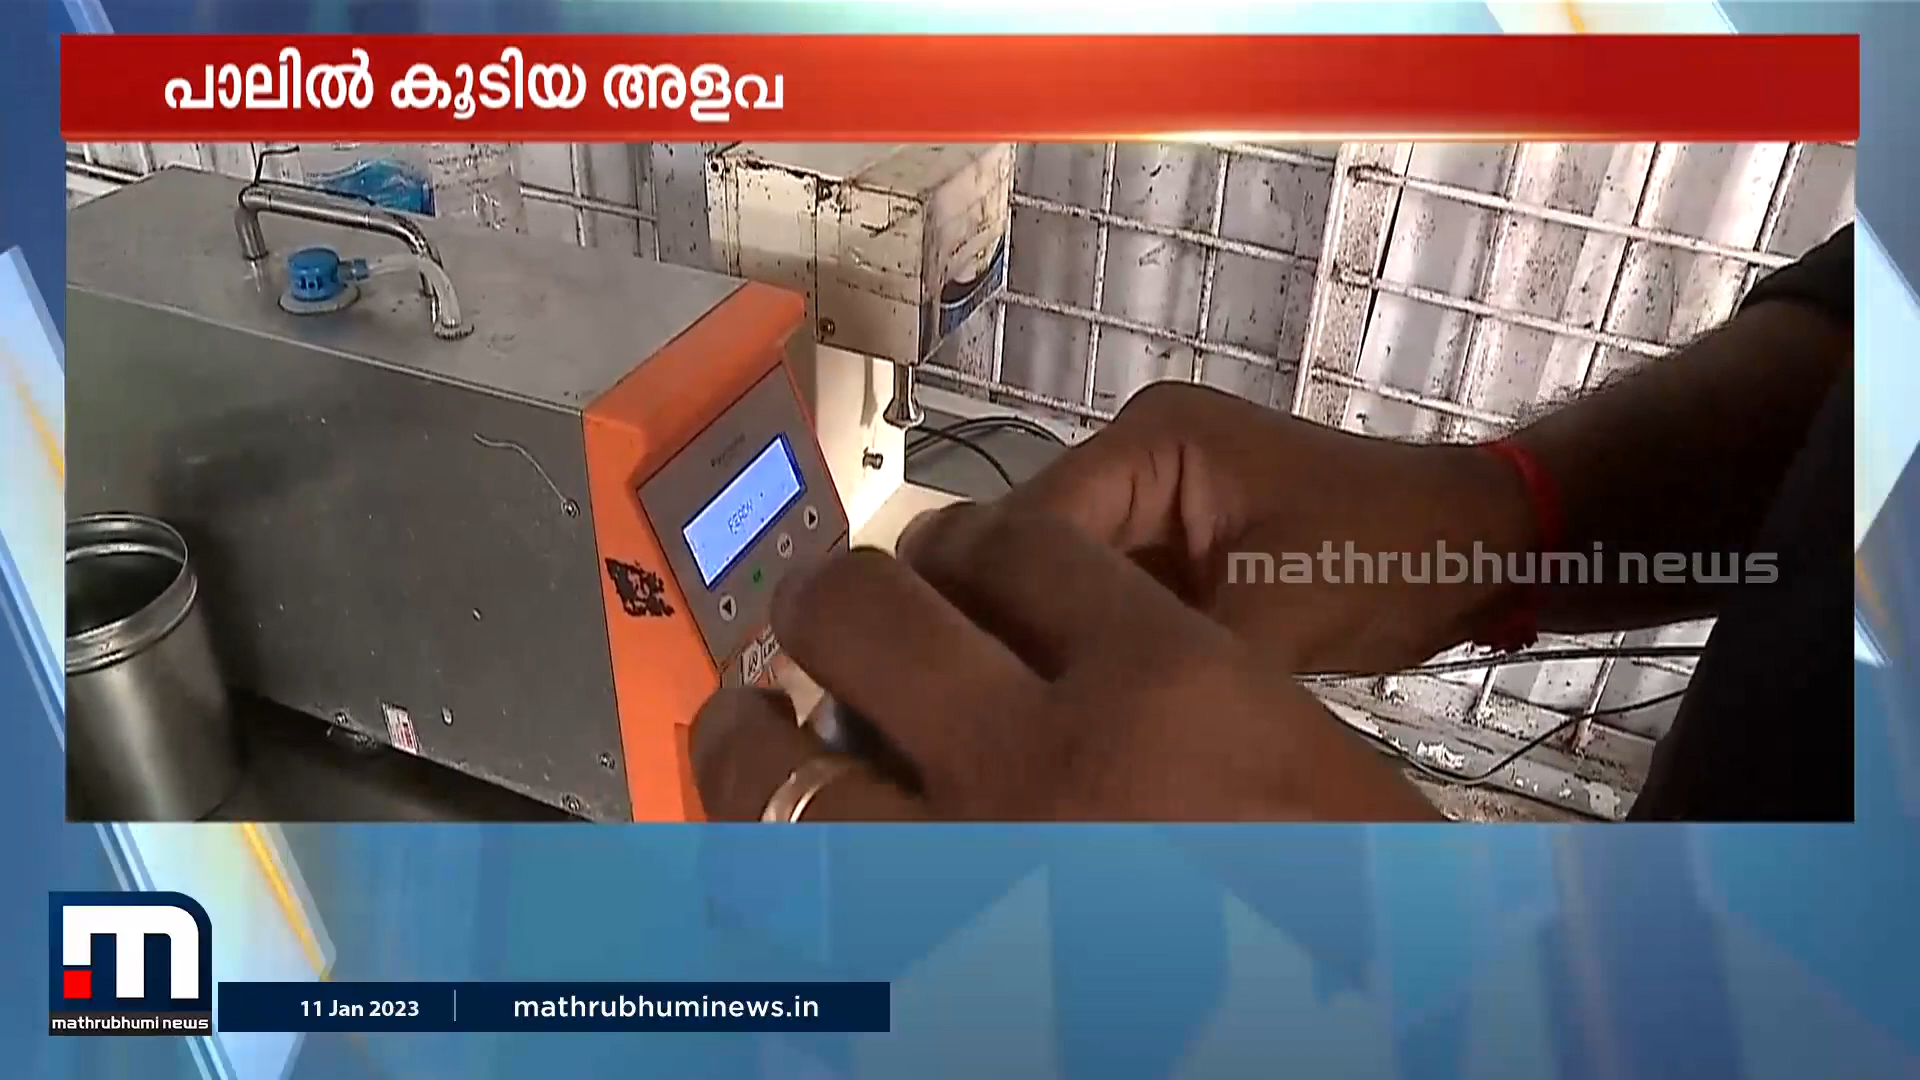 പാലിൽ കൂടിയ അളവ
mathrubhumi news
mathrubhumi news
11 Jan 2023
mathrubhuminews.in